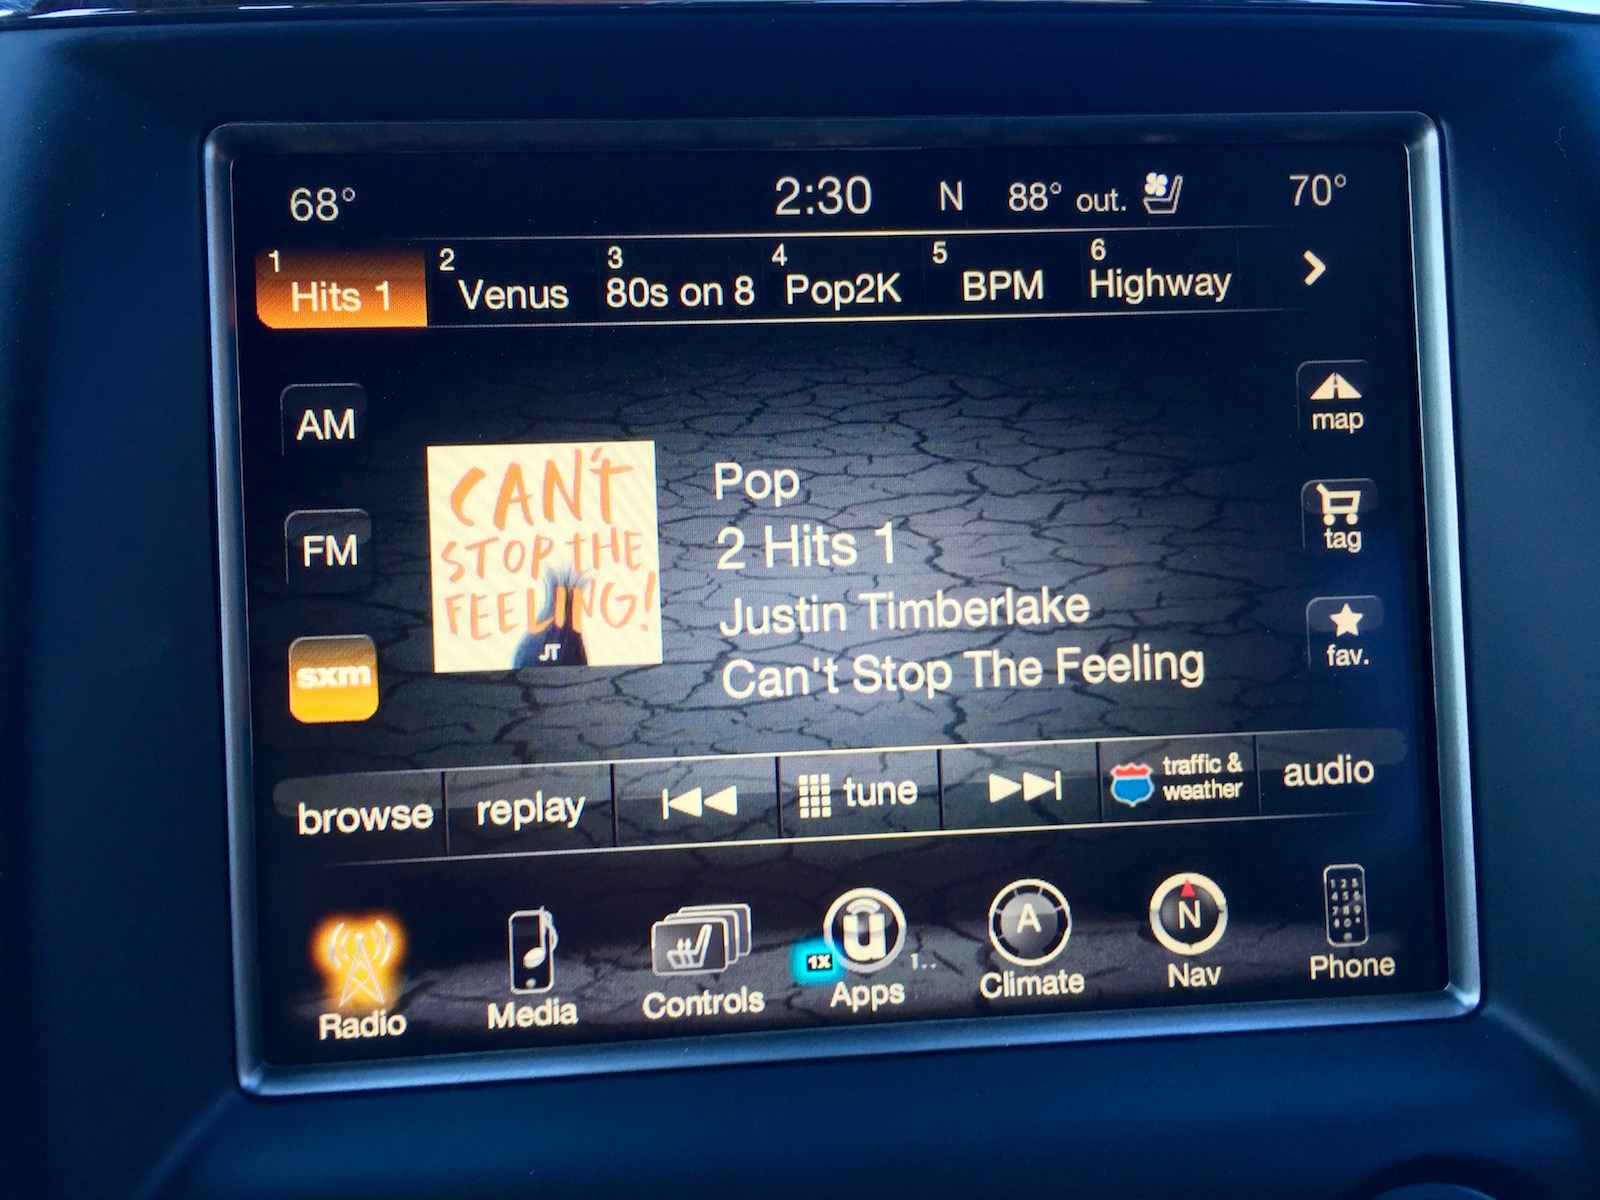 68° 2:30 N 88° out. 70°
1 Hits 1 2 Venus 3 80s on 8 4 Pop2K 5 BPM 6 Highway
AM
FM
sxm
CAN'T
STOP THE
FEELING!
JT
Pop
2 Hits 1
Justin Timberlake
Can't Stop The Feeling
map
tag
fav.
browse replay tune traffic & weather audio
Radio
Media
Controls
1X ū 1..
Apps
A
Climate
N
Nav
Phone